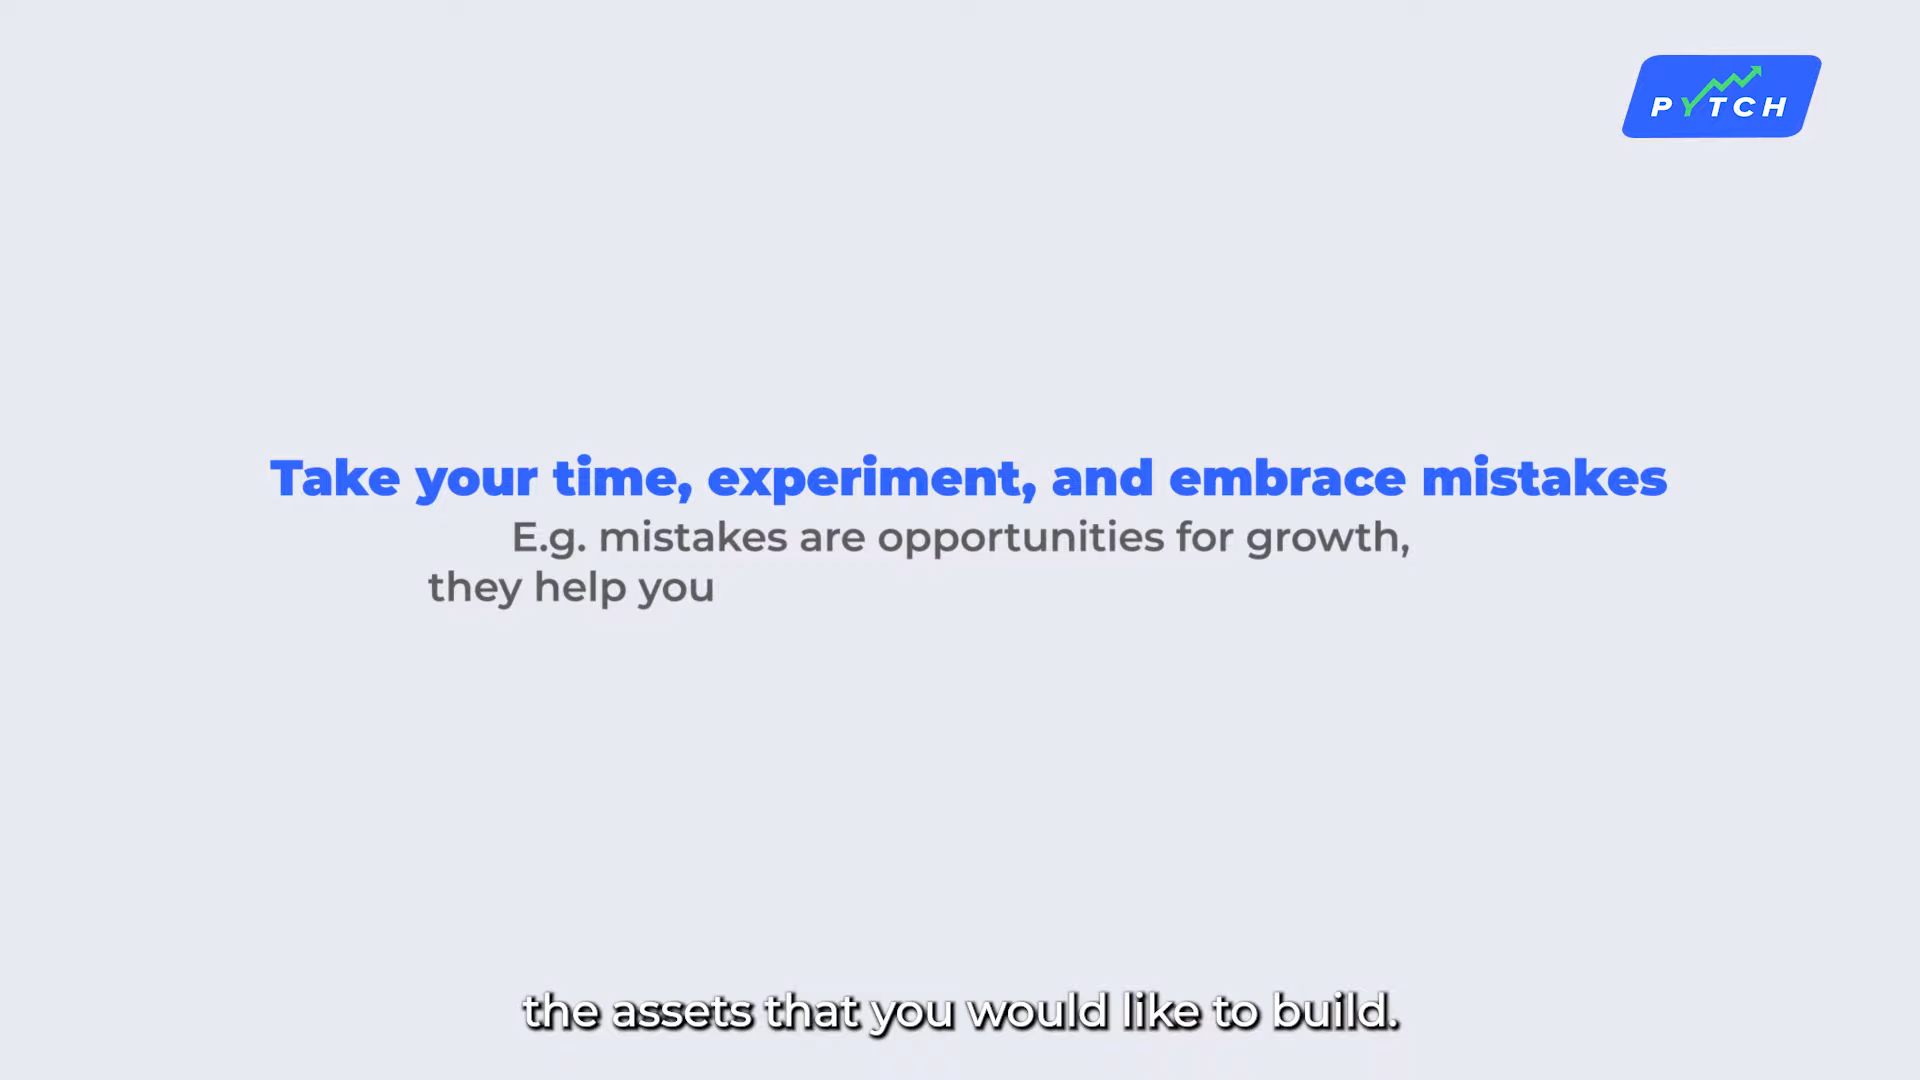 PYTCH
Take your time, experiment, and embrace mistakes
E.g. mistakes are opportunities for growth,
they help you
the assets that you would like to build.